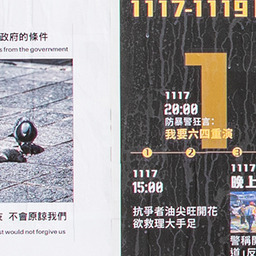 政府的條件
s from the government
不會原諒我們
st would not forgive us
1117-1119
1
1117
20:00
防暴警狂言:
我要六四重演
1
2
3
1117
15:00
抗爭者油尖旺開花
欲救理大手足
1117
晚上
警稱
道「反